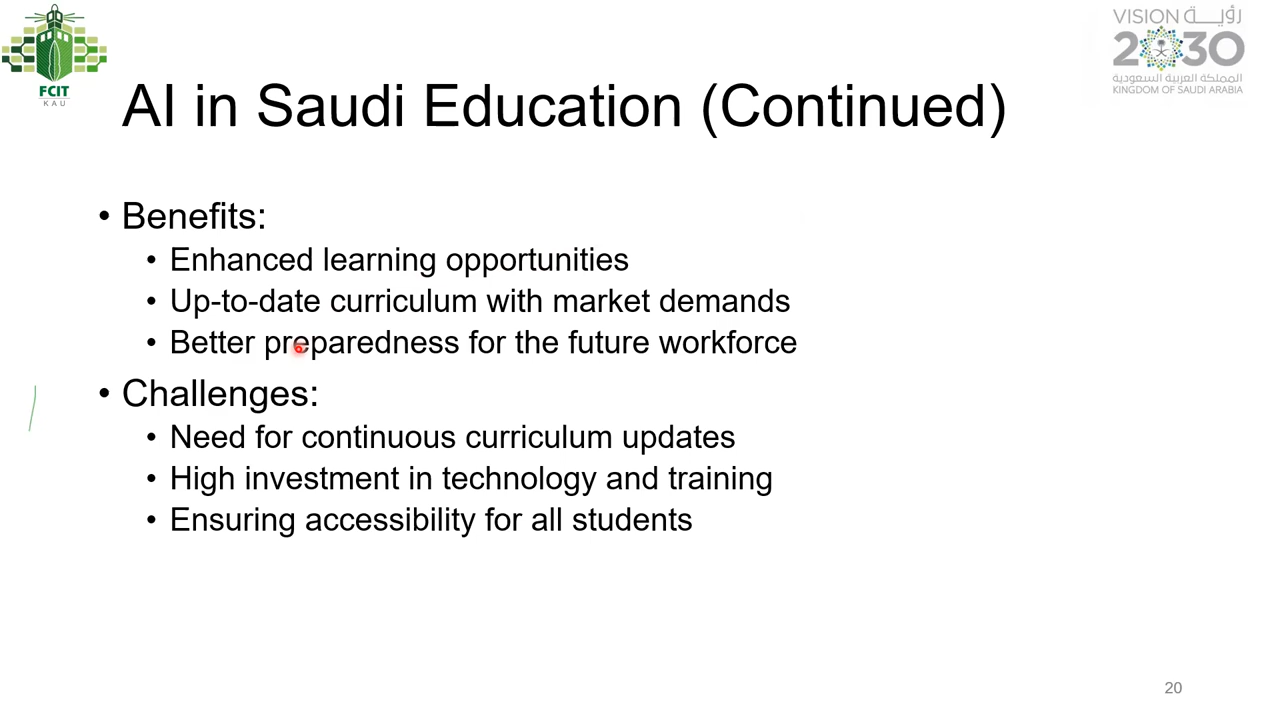 FCIT
KAU
VISION رؤيـــة
2030
المملكة العربية السعودية
KINGDOM OF SAUDI ARABIA
AI in Saudi Education (Continued)
• Benefits:
• Enhanced learning opportunities
• Up-to-date curriculum with market demands
• Better preparedness for the future workforce
• Challenges:
• Need for continuous curriculum updates
• High investment in technology and training
• Ensuring accessibility for all students
20